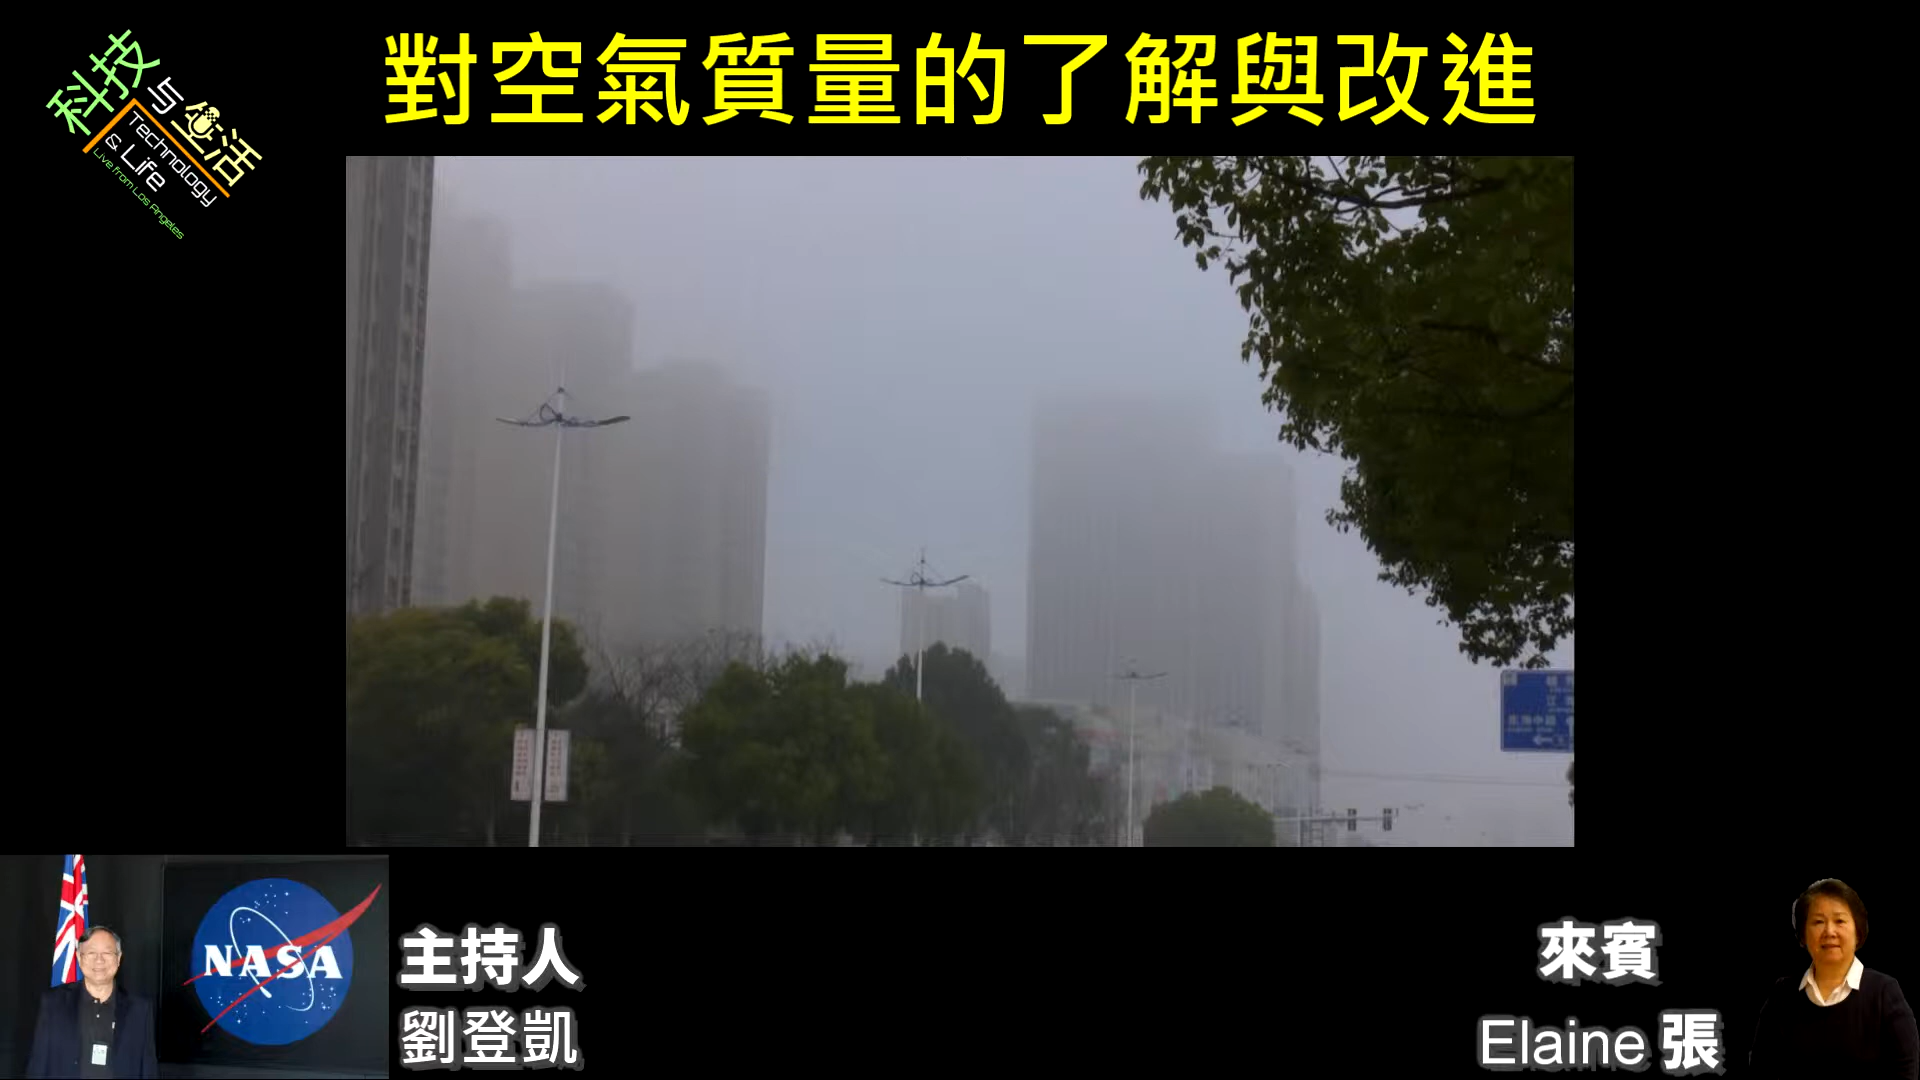 對空氣質量的了解與改進
科技与生活
Technology
& Life
Live from Los Angeles
NASA
主持人
劉登凱
來賓
Elaine 張